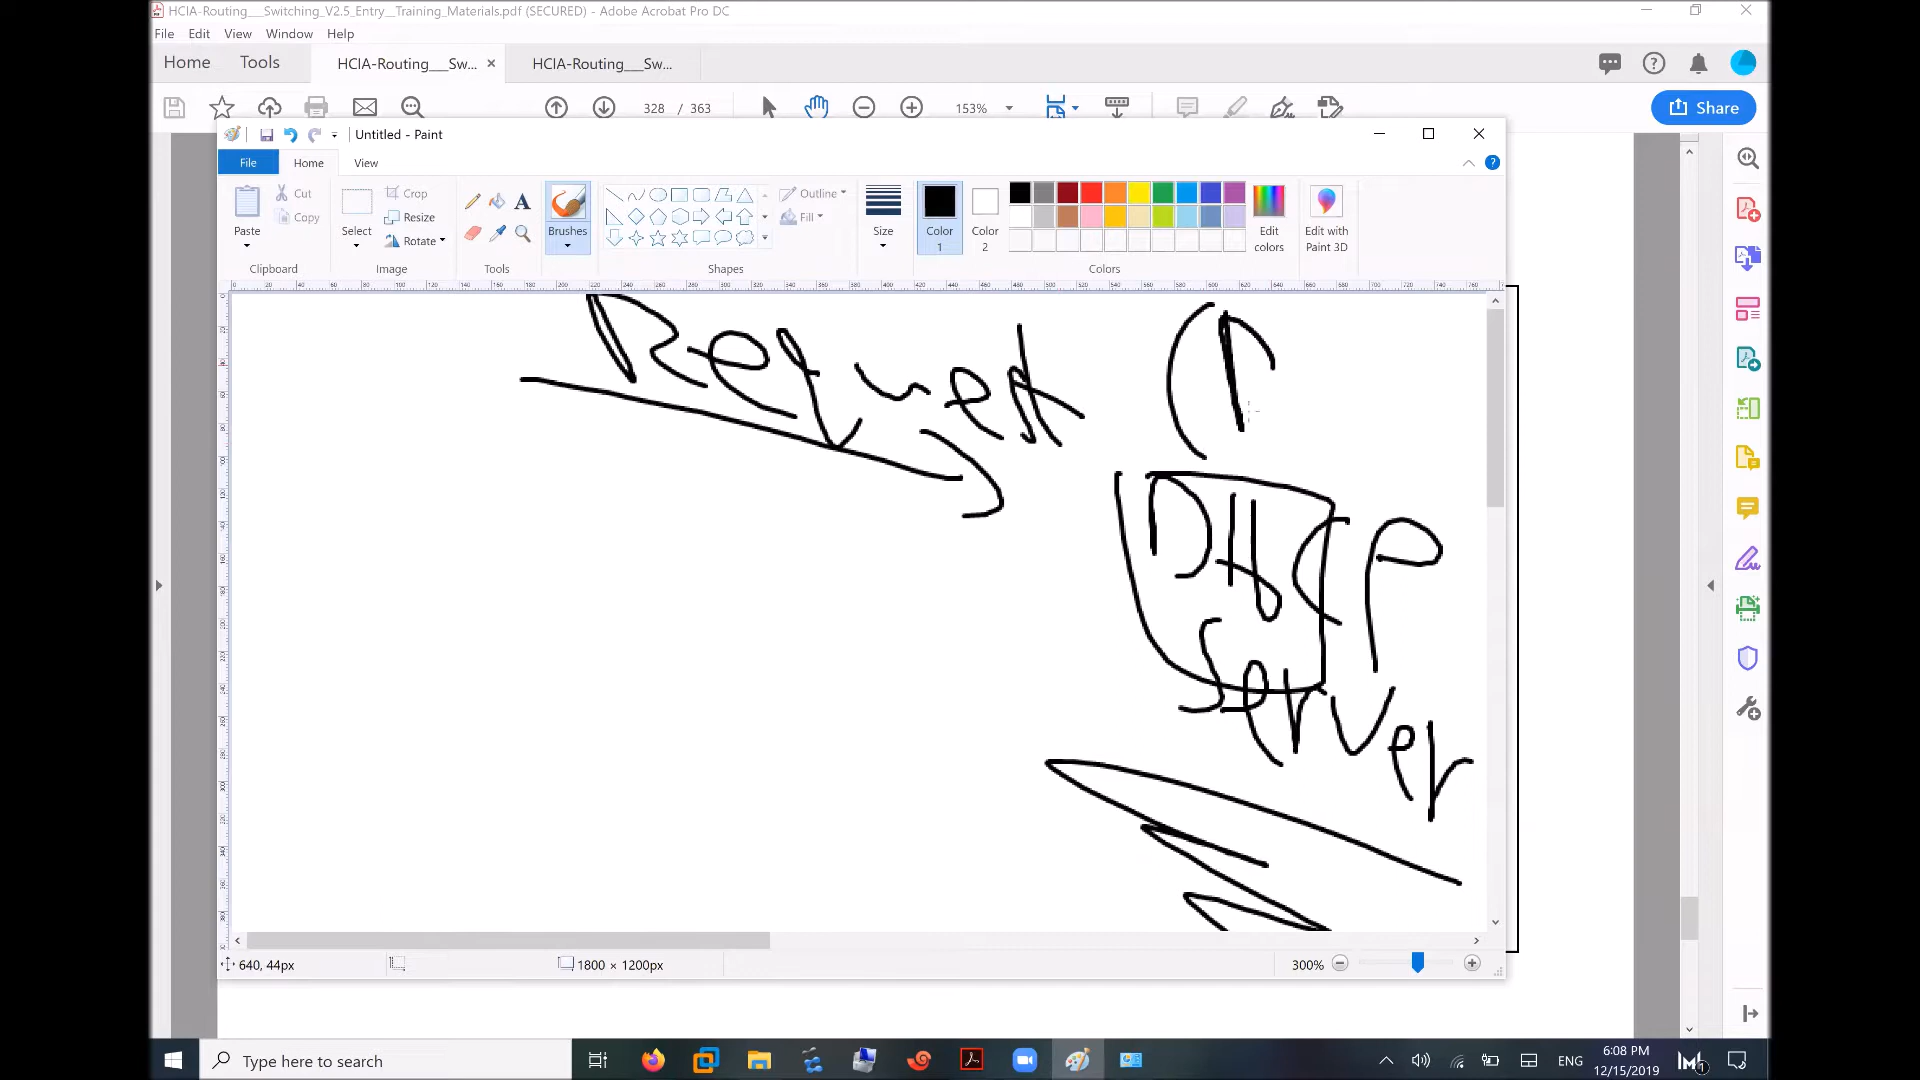 HCIA-Routing___Switching_V2.5_Entry__Training_Materials.pdf (SECURED) - Adobe Acrobat Pro DC
File Edit View Window Help
Home Tools HCIA-Routing___Sw... × HCIA-Routing___Sw...
328 / 363 153% Share
Untitled - Paint
File Home View
Paste Cut Copy Select Crop Resize Rotate Brushes Outline Fill Size Color 1 Color 2 Edit colors Edit with Paint 3D
Clipboard Image Tools Shapes Colors
Request
DHCP
Server
640, 44px 1800 × 1200px 300%
Type here to search ENG 6:08 PM
12/15/2019